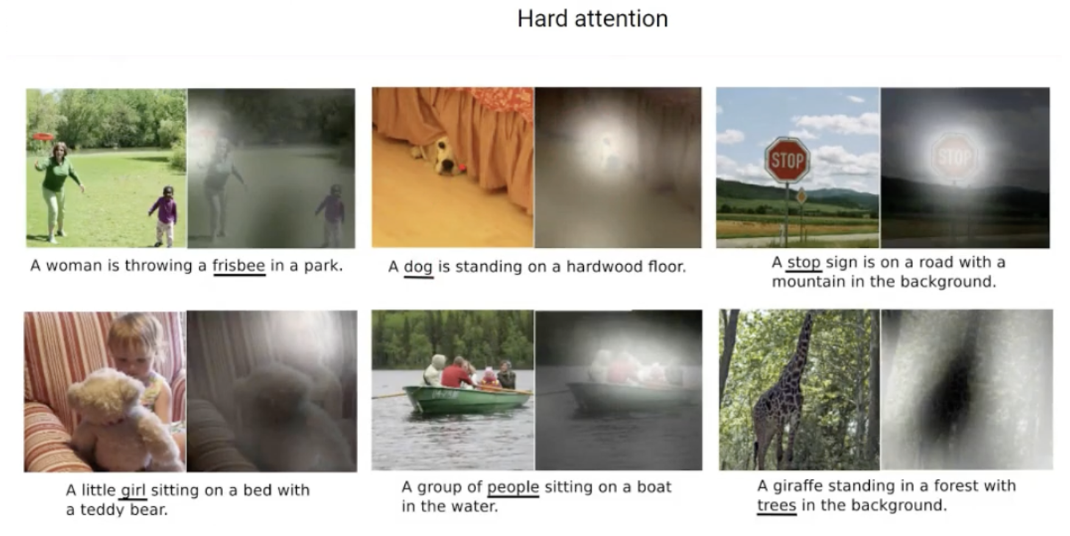 Hard attention
STOP
STOP
A woman is throwing a frisbee in a park.
A dog is standing on a hardwood floor.
A stop sign is on a road with a
mountain in the background.
A little girl sitting on a bed with
a teddy bear.
A group of people sitting on a boat
in the water.
A giraffe standing in a forest with
trees in the background.